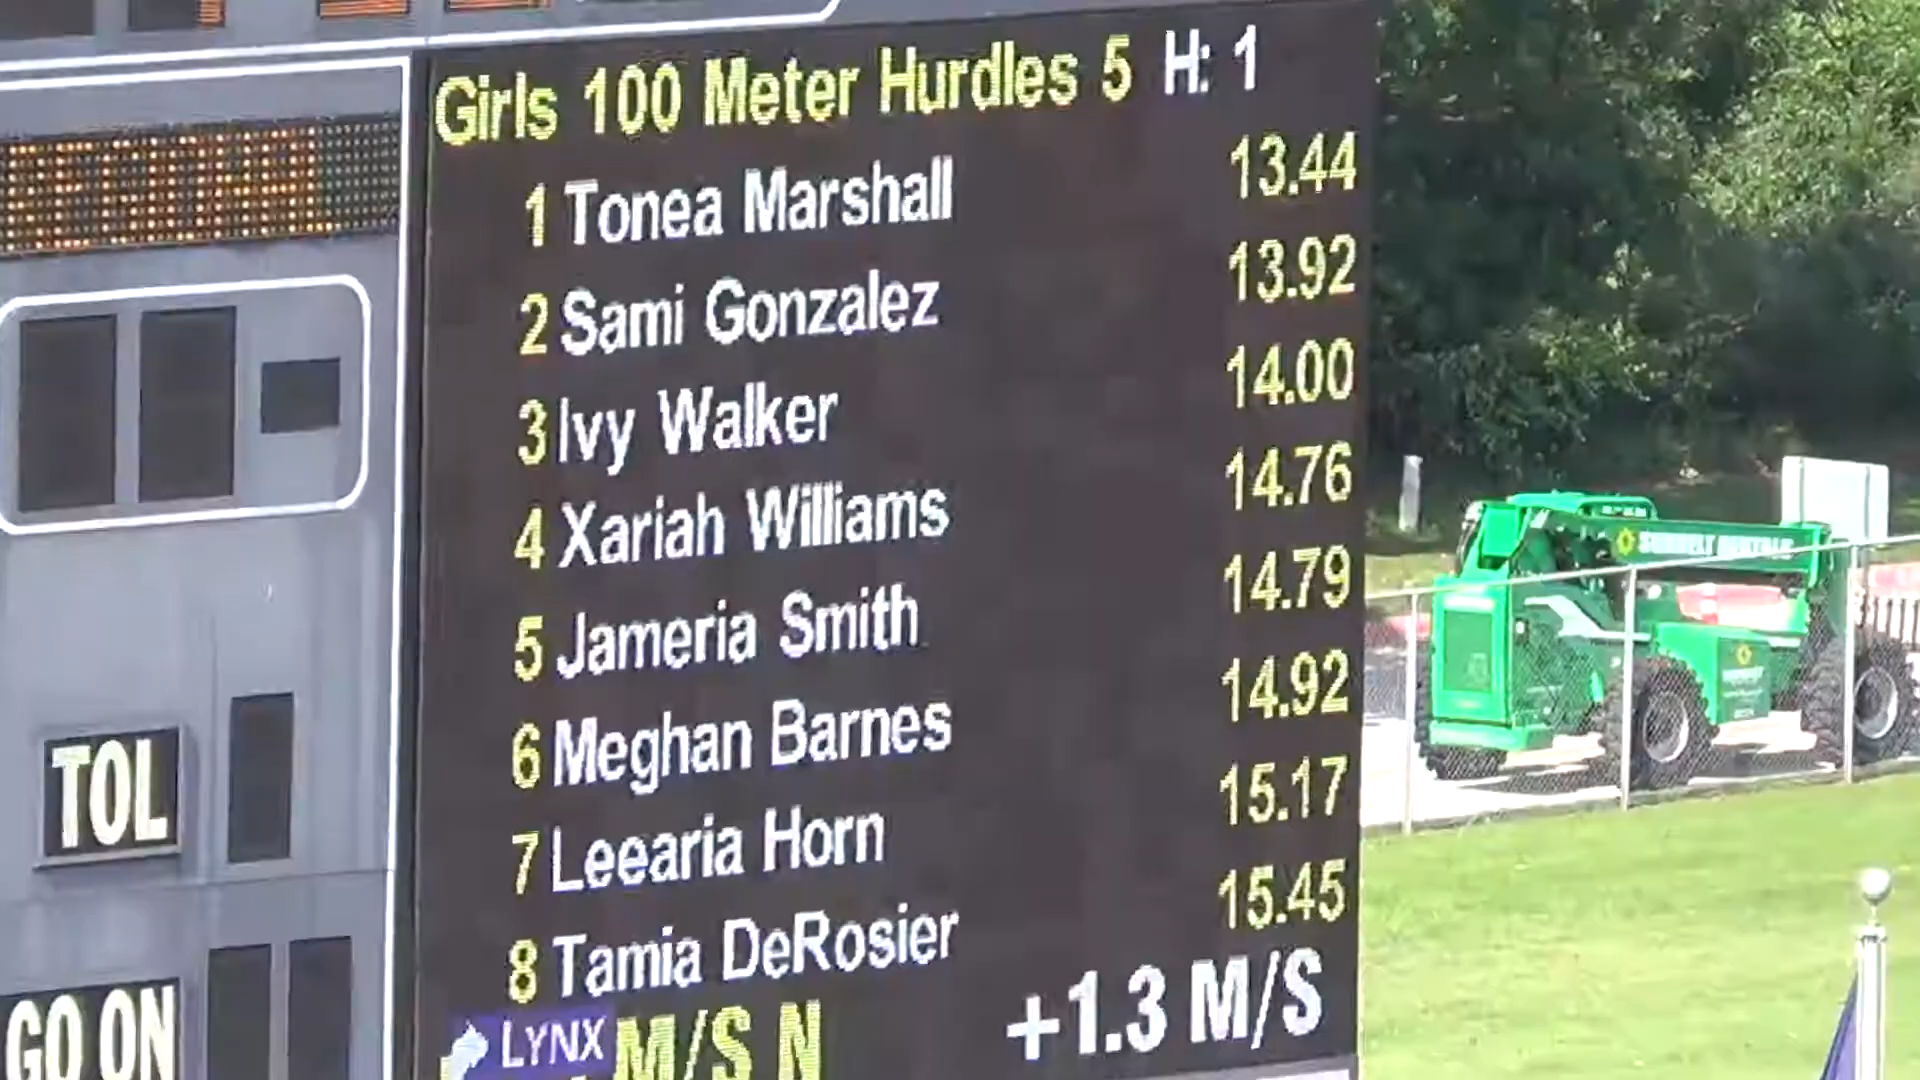 Girls 100 Meter Hurdles 5 H: 1
1 Tonea Marshall 13.44
2 Sami Gonzalez 13.92
3 Ivy Walker 14.00
4 Xariah Williams 14.76
5 Jameria Smith 14.79
6 Meghan Barnes 14.92
7 Leearia Horn 15.17
8 Tamia DeRosier 15.45
LYNX M/S N +1.3 M/S
TOL
GO ON
SUNBELT RENTALS